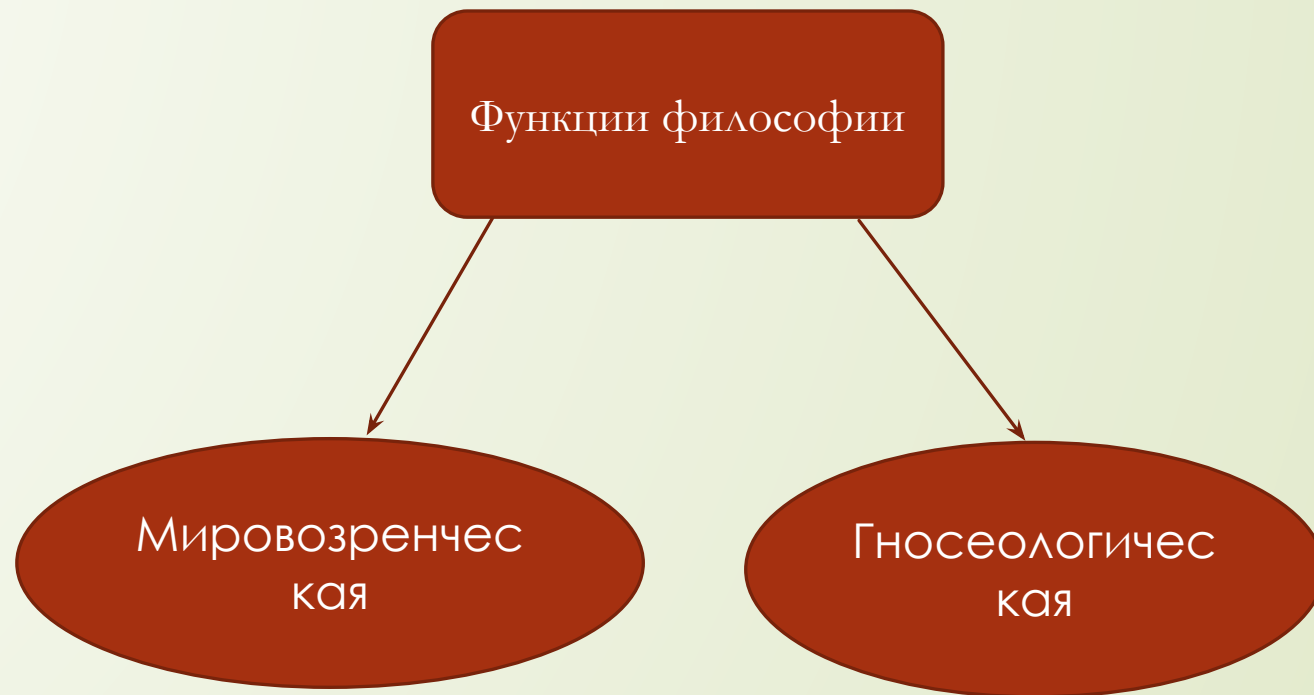 Функции философии
Мировозренчес
кая
Гносеологичес
кая